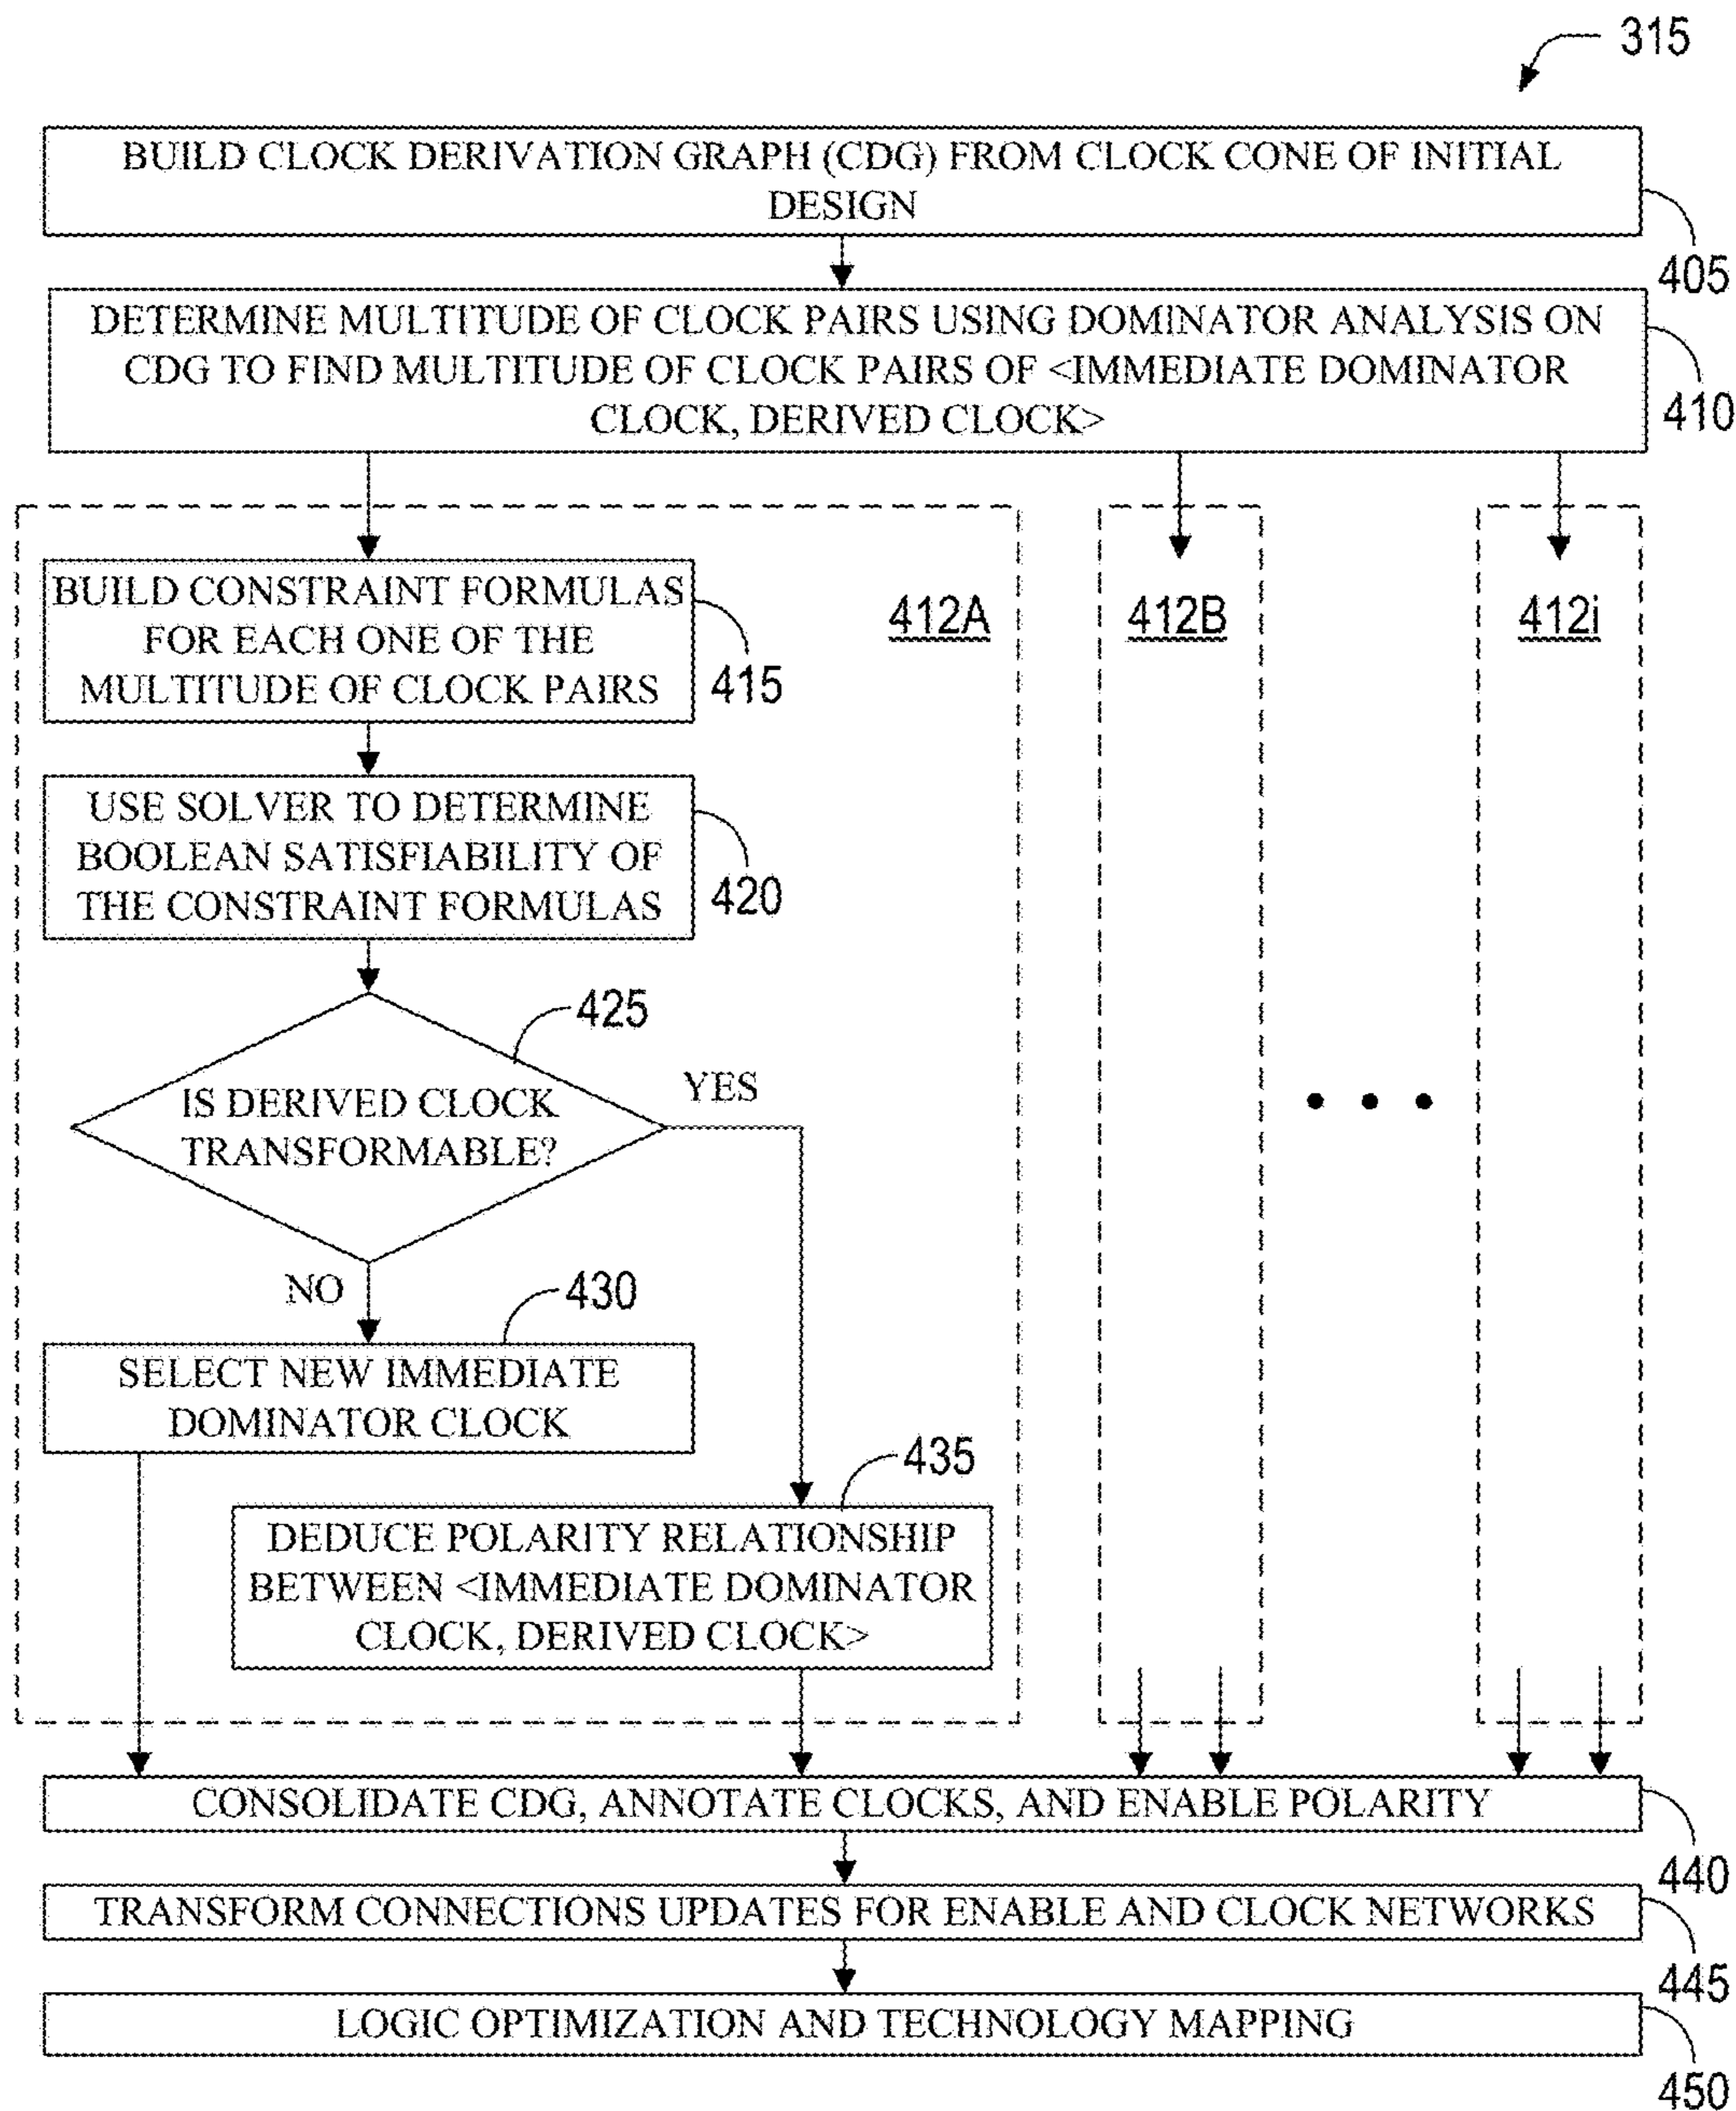 315
BUILD CLOCK DERIVATION GRAPH (CDG) FROM CLOCK CONE OF INITIAL
DESIGN
405
DETERMINE MULTITUDE OF CLOCK PAIRS USING DOMINATOR ANALYSIS ON
CDG TO FIND MULTITUDE OF CLOCK PAIRS OF <IMMEDIATE DOMINATOR
CLOCK, DERIVED CLOCK>
410
412A
412B
412i
BUILD CONSTRAINT FORMULAS
FOR EACH ONE OF THE
MULTITUDE OF CLOCK PAIRS
415
USE SOLVER TO DETERMINE
BOOLEAN SATISFIABILITY OF
THE CONSTRAINT FORMULAS
420
425
IS DERIVED CLOCK
TRANSFORMABLE?
YES
NO
430
SELECT NEW IMMEDIATE
DOMINATOR CLOCK
435
DEDUCE POLARITY RELATIONSHIP
BETWEEN <IMMEDIATE DOMINATOR
CLOCK, DERIVED CLOCK>
CONSOLIDATE CDG, ANNOTATE CLOCKS, AND ENABLE POLARITY
440
TRANSFORM CONNECTIONS UPDATES FOR ENABLE AND CLOCK NETWORKS
445
LOGIC OPTIMIZATION AND TECHNOLOGY MAPPING
450